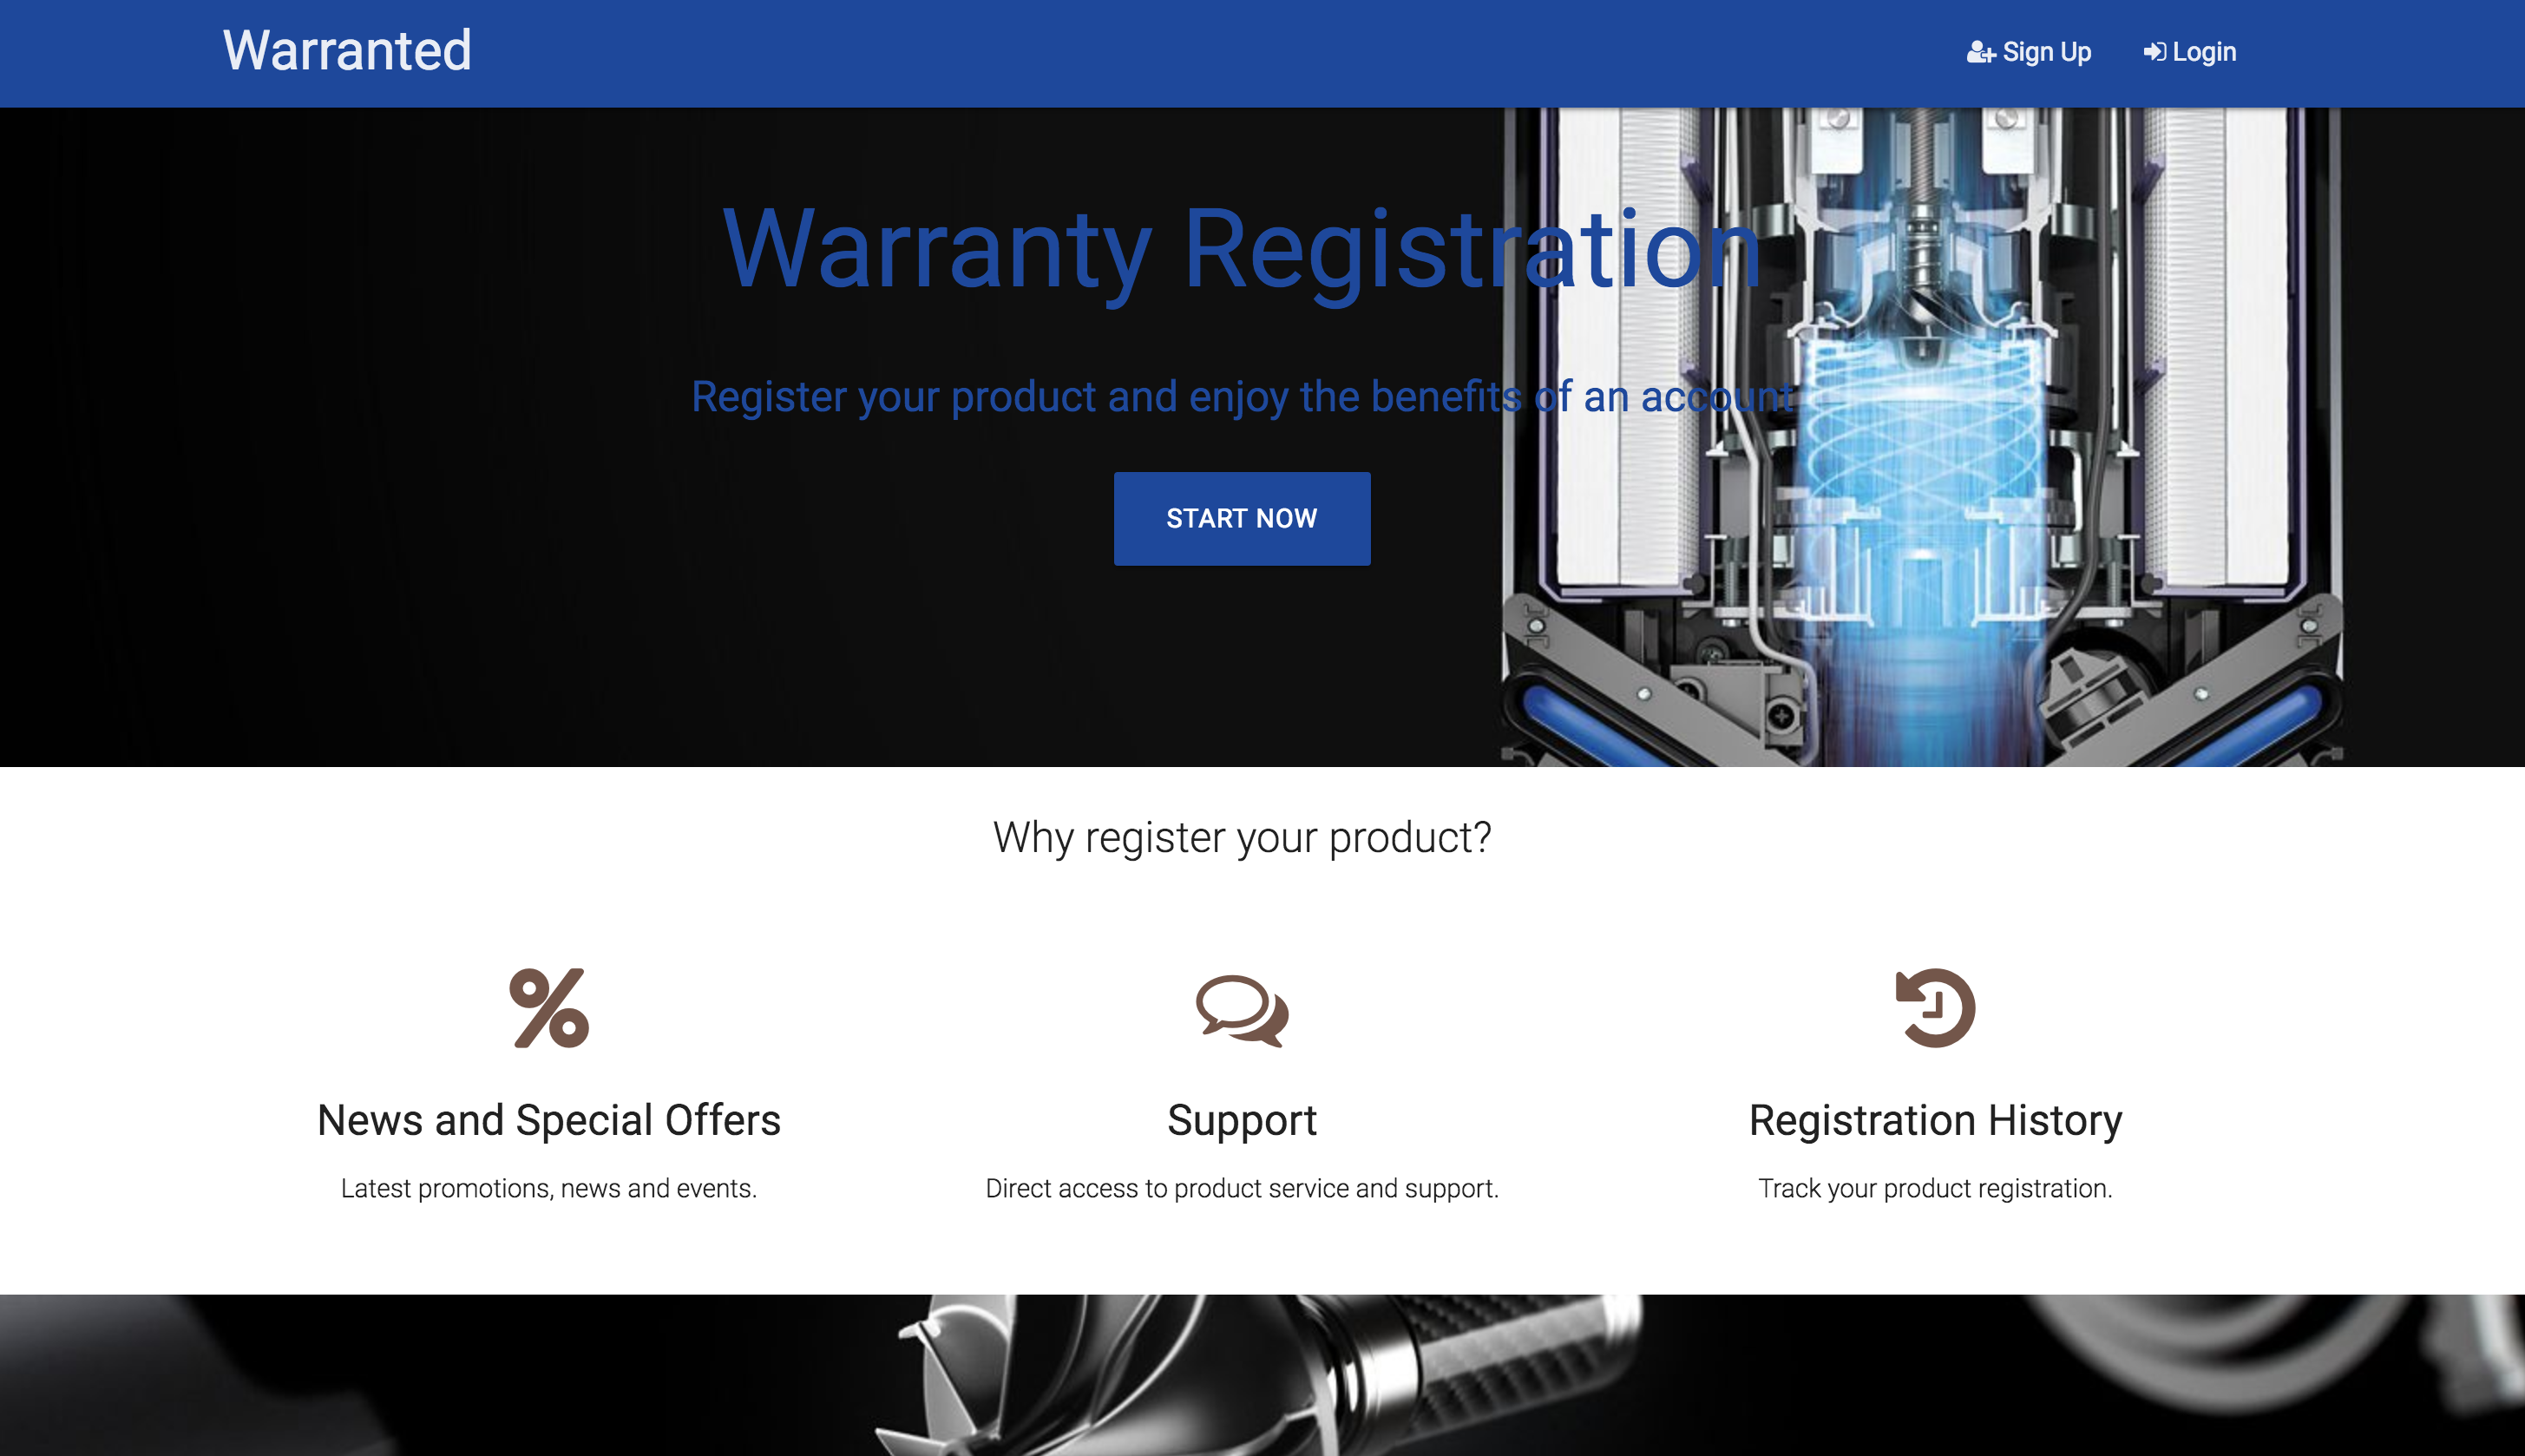 Warranted
Sign Up
Login
Warranty Registration
Register your product and enjoy the benefits of an account
START NOW
Why register your product?
News and Special Offers
Latest promotions, news and events.
Support
Direct access to product service and support.
Registration History
Track your product registration.